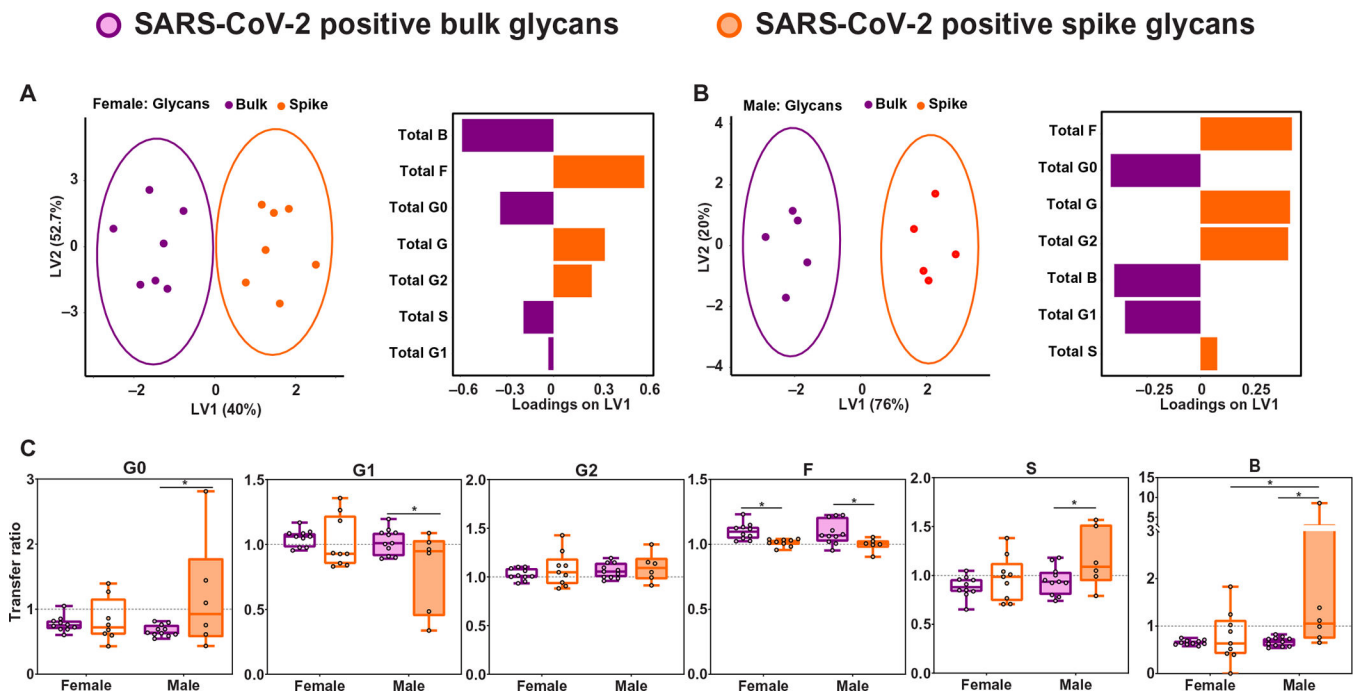 SARS-CoV-2 positive bulk glycans
SARS-CoV-2 positive spike glycans
A
Female: Glycans Bulk Spike
LV2 (52.7%)
3
0
−3
−2 0 2
LV1 (40%)
Total B
Total F
Total G0
Total G
Total G2
Total S
Total G1
−0.6 −0.3 0 0.3 0.6
Loadings on LV1
B
Male: Glycans Bulk Spike
LV2 (20%)
4
2
0
−2
−4
−2 0 2
LV1 (76%)
Total F
Total G0
Total G
Total G2
Total B
Total G1
Total S
−0.25 0 0.25
Loadings on LV1
C
Transfer ratio
G0
3
2
1
0
*
Female Male
G1
1.5
1.0
0.5
0.0
*
Female Male
G2
2.0
1.5
1.0
0.5
0.0
Female Male
F
1.5
1.0
0.5
0.0
* *
Female Male
S
2.0
1.5
1.0
0.5
0.0
*
Female Male
B
15
10
5
3
2
1
0
*
*
Female Male